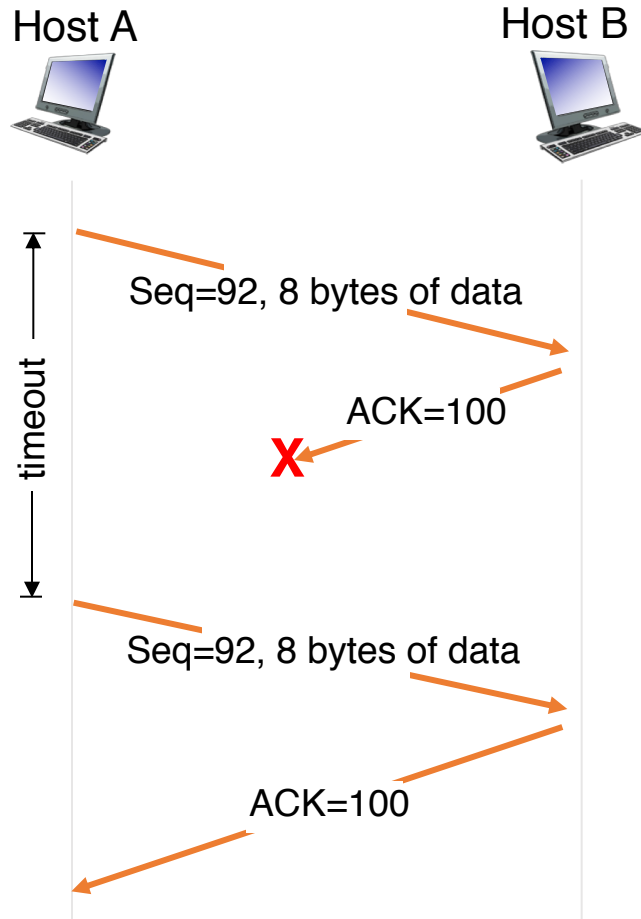 Host A
Host B
Seq=92, 8 bytes of data
ACK=100
X
timeout
Seq=92, 8 bytes of data
ACK=100